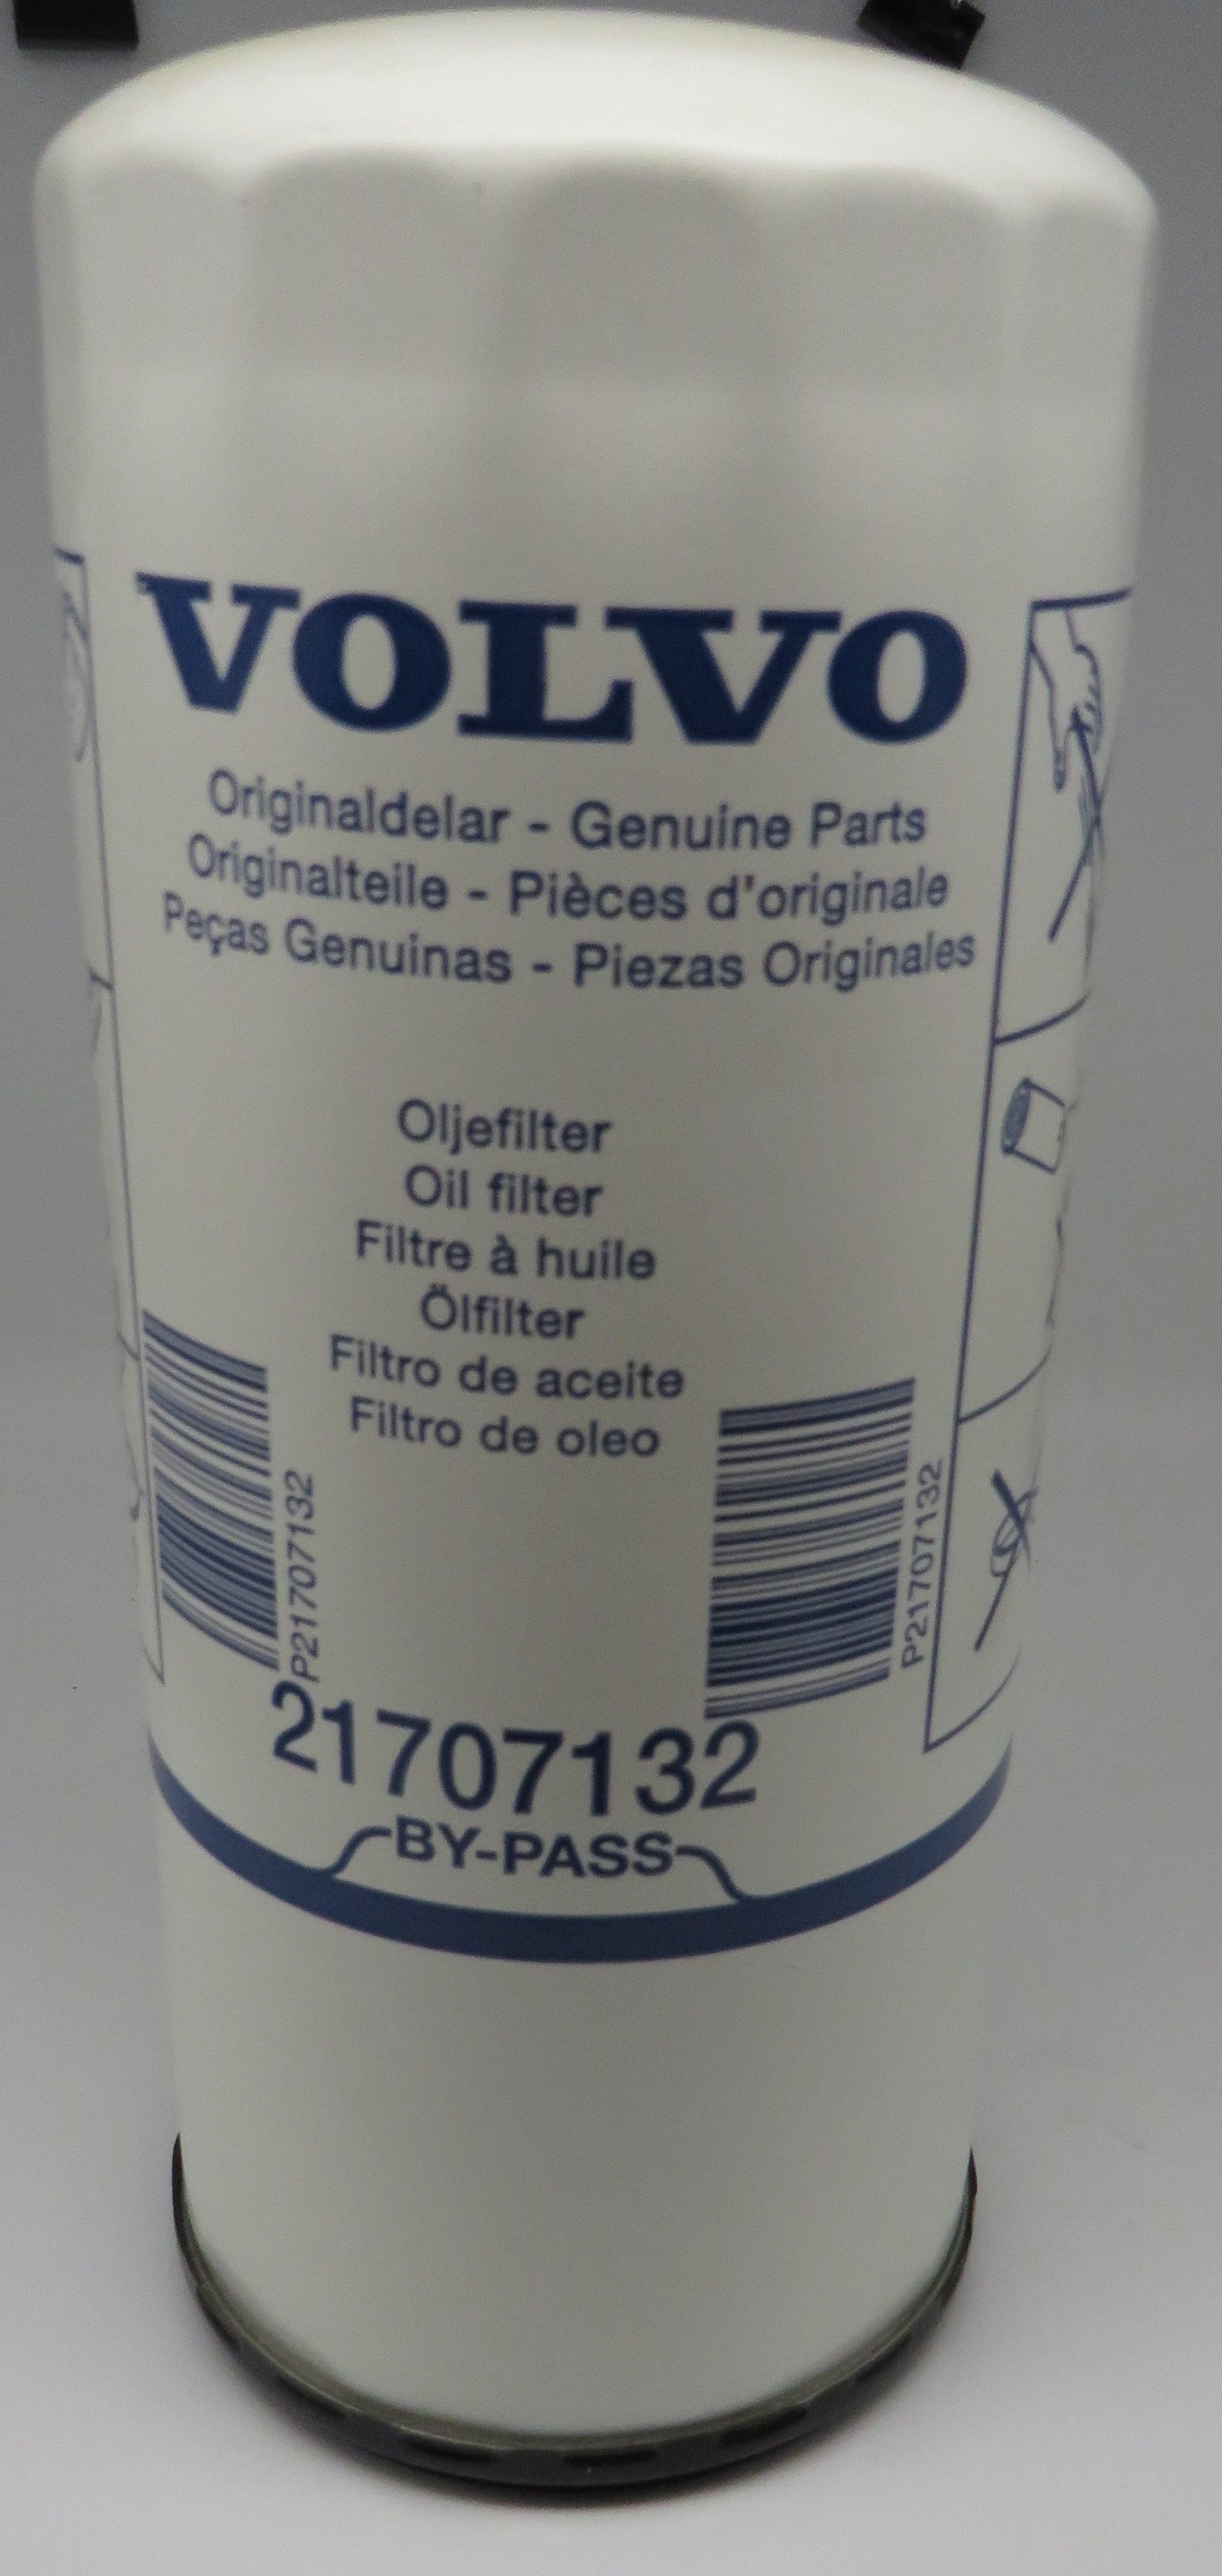 VOLVO
Originaldelar - Genuine Parts
Originalteile - Pièces d'originale
Peças Genuinas - Piezas Originales
Oljefilter
Oil filter
Filtre à huile
Ölfilter
Filtro de aceite
Filtro de oleo
P21707132
P21707132
21707132
BY-PASS